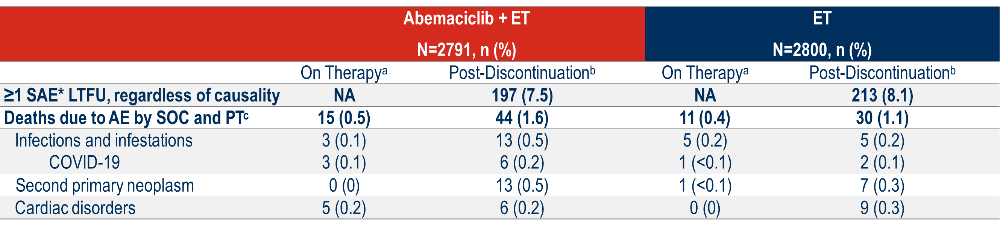 Abemaciclib + ET ET
N=2791, n (%) N=2800, n (%)
On Therapyᵃ Post-Discontinuationᵇ On Therapyᵃ Post-Discontinuationᵇ
≥1 SAE* LTFU, regardless of causality NA 197 (7.5) NA 213 (8.1)
Deaths due to AE by SOC and PTᶜ 15 (0.5) 44 (1.6) 11 (0.4) 30 (1.1)
Infections and infestations 3 (0.1) 13 (0.5) 5 (0.2) 5 (0.2)
COVID-19 3 (0.1) 6 (0.2) 1 (<0.1) 2 (0.1)
Second primary neoplasm 0 (0) 13 (0.5) 1 (<0.1) 7 (0.3)
Cardiac disorders 5 (0.2) 6 (0.2) 0 (0) 9 (0.3)